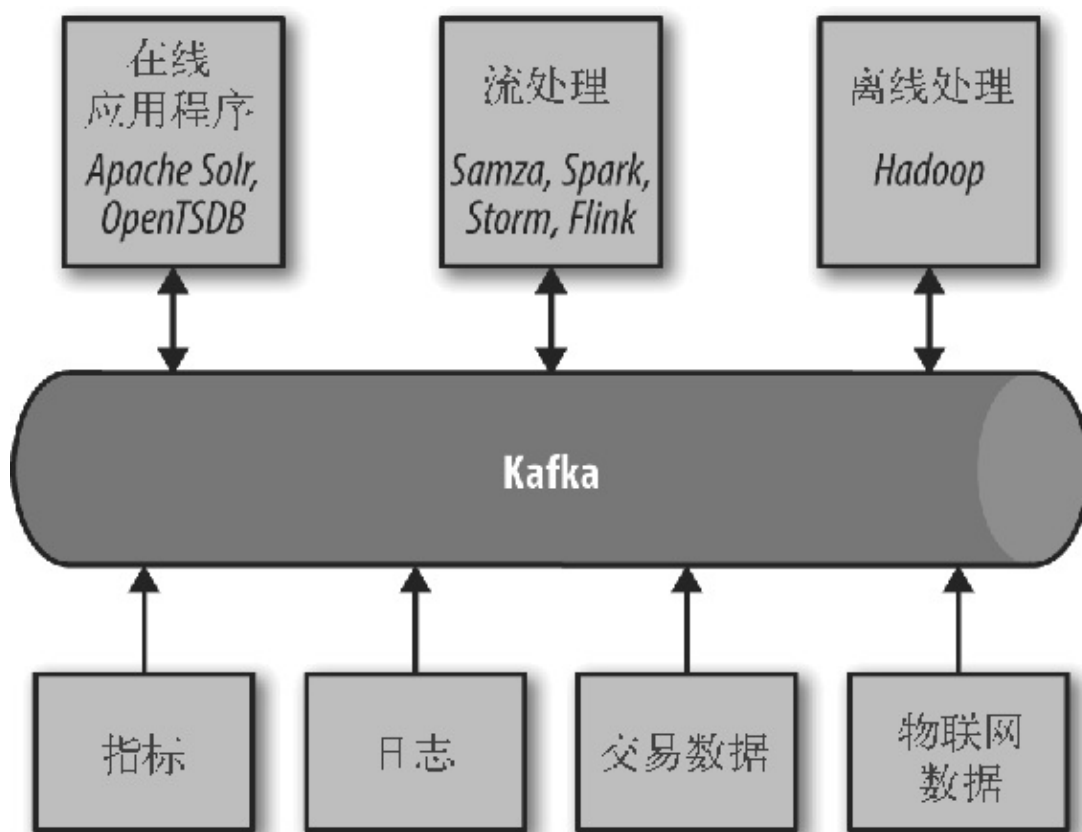 在线
应用程序
Apache Solr,
OpenTSDB
流处理
Samza, Spark,
Storm, Flink
离线处理
Hadoop
Kafka
指标
日志
交易数据
物联网
数据